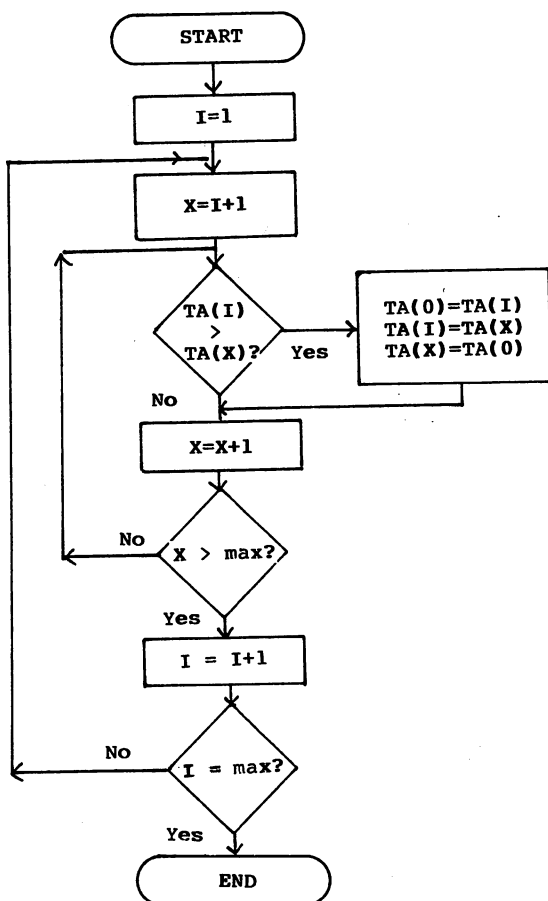 START
I=1
X=I+1
TA(I)
>
TA(X)?
Yes
TA(0)=TA(I)
TA(I)=TA(X)
TA(X)=TA(0)
No
X=X+1
No
X > max?
Yes
I = I+1
No
I = max?
Yes
END